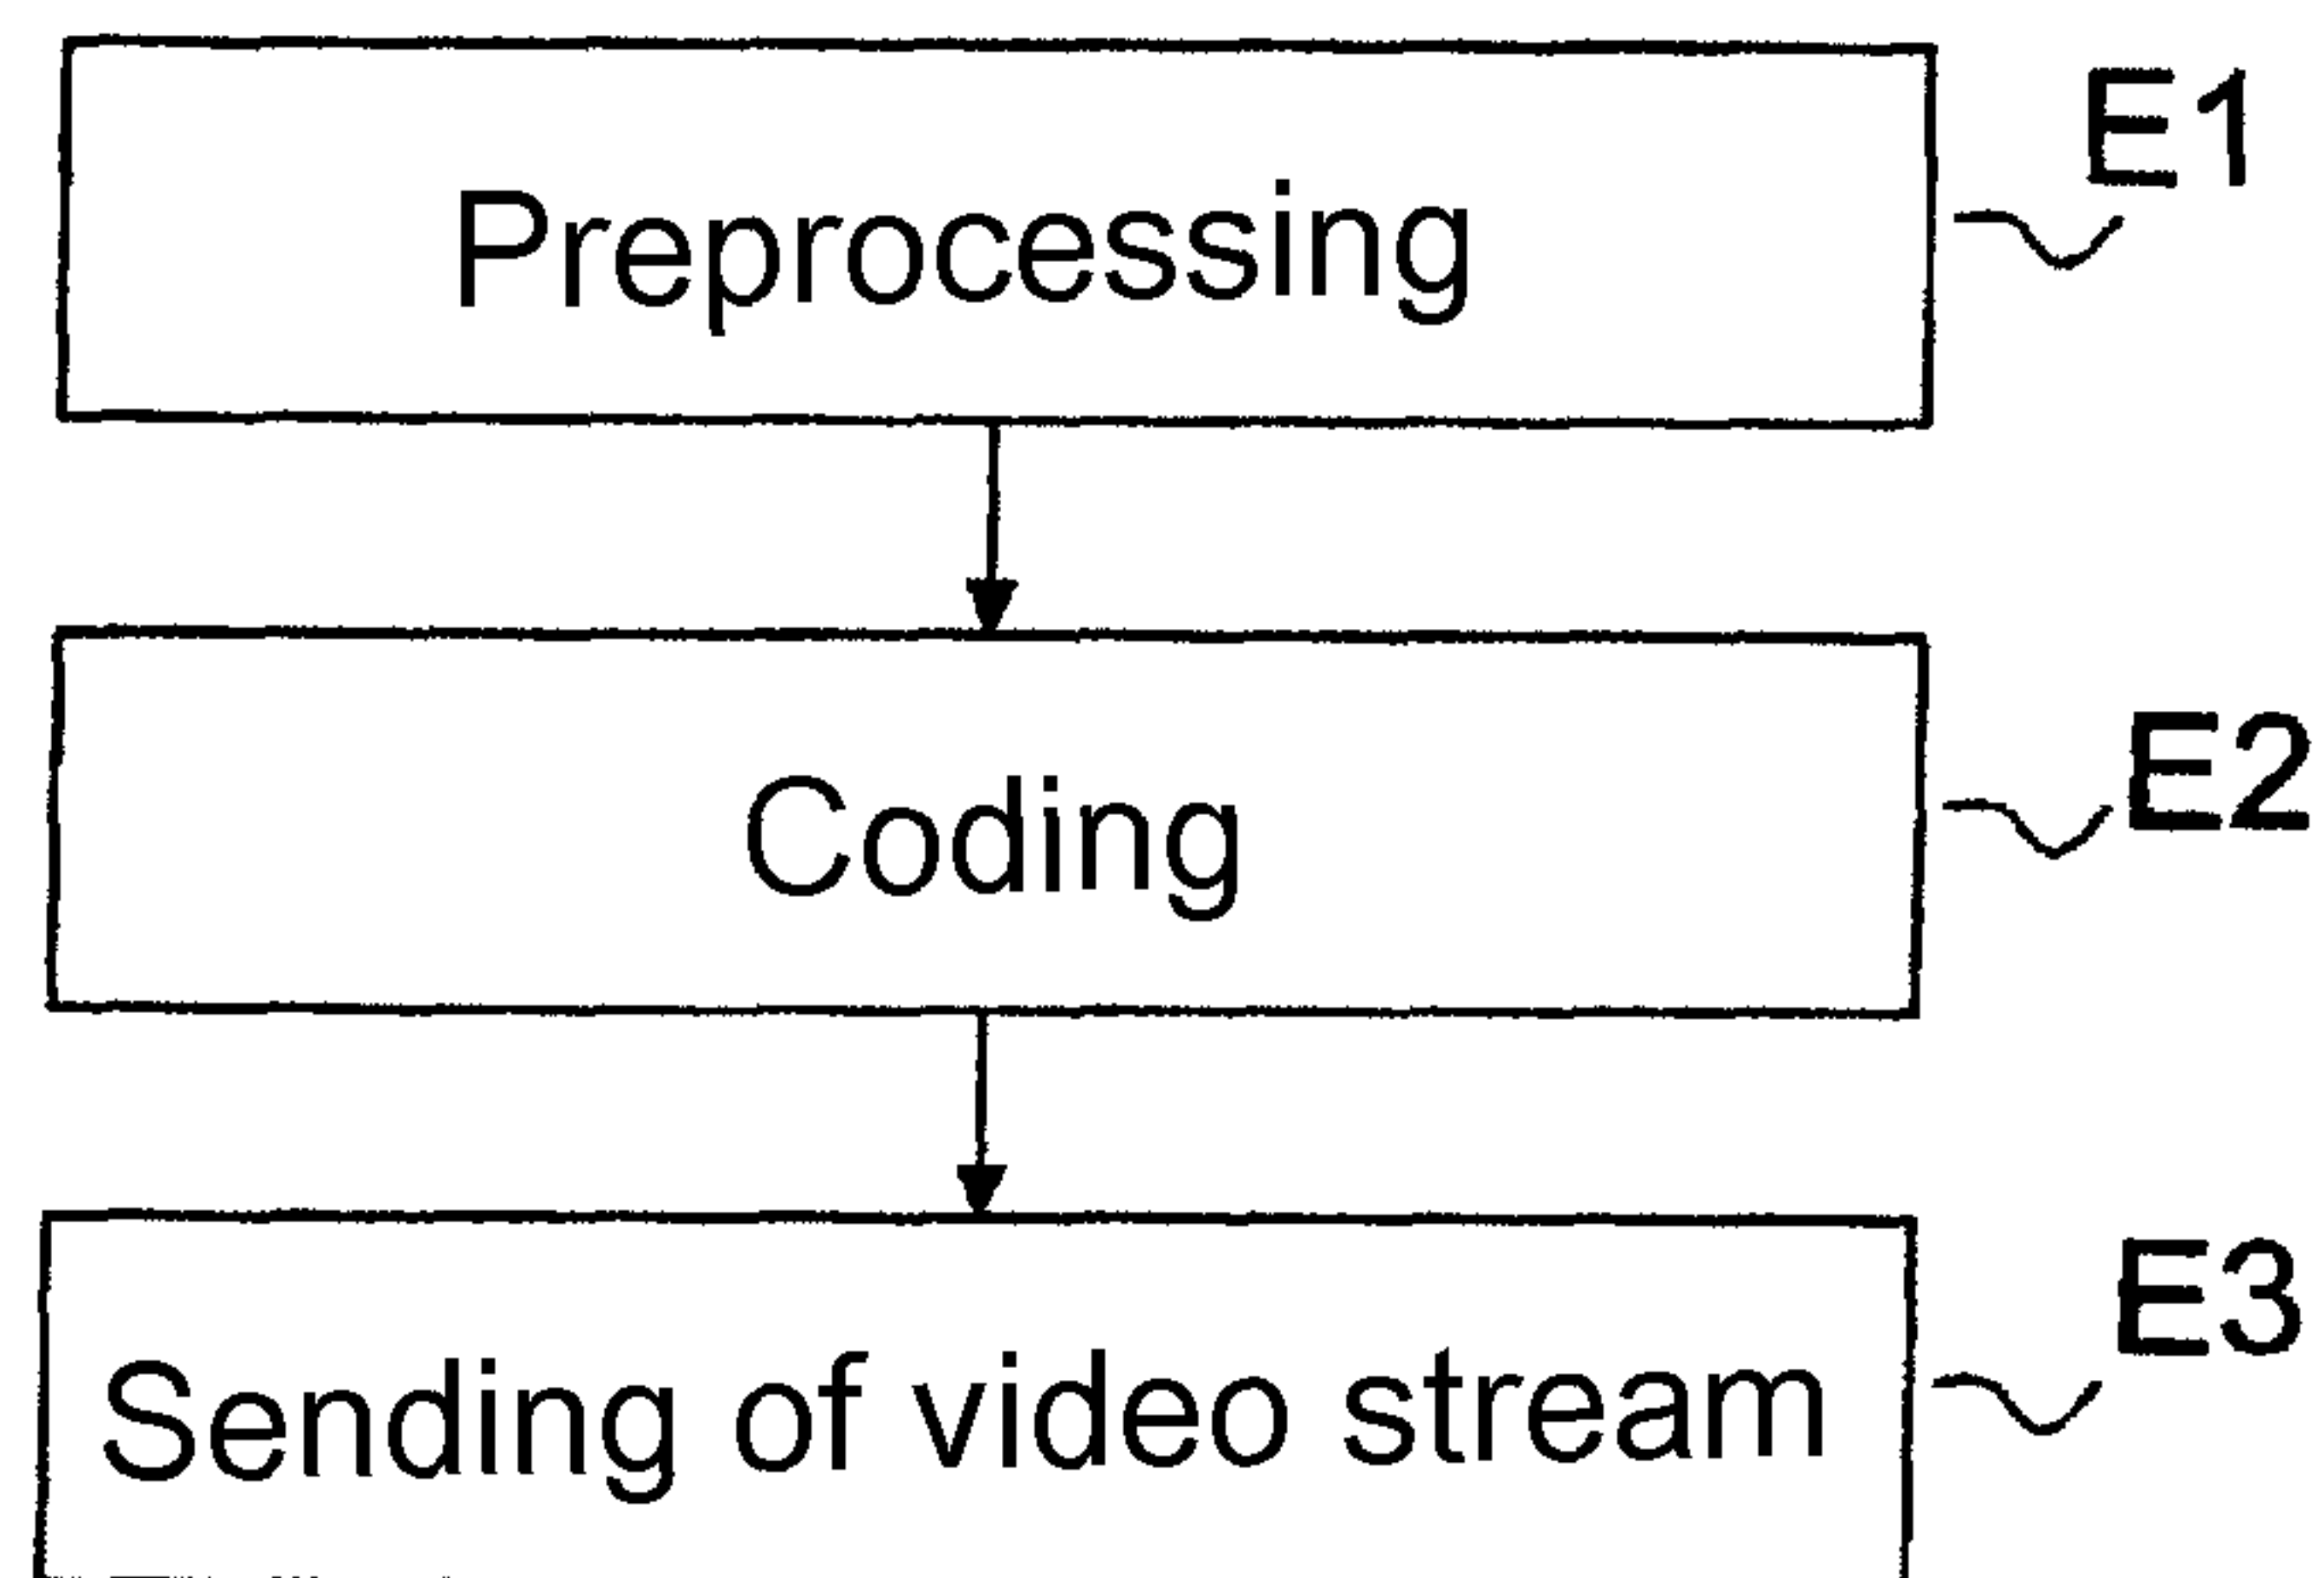 Preprocessing
E1
Coding
E2
Sending of video stream
E3